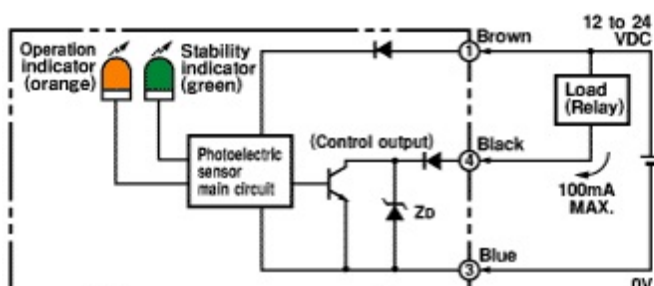 Operation
indicator
(orange)
Stability
indicator
(green)
1
Brown
12 to 24
VDC
Load
(Relay)
(Control output)
4
Black
Photoelectric
sensor
main circuit
100mA
MAX.
ZD
3
Blue
0V